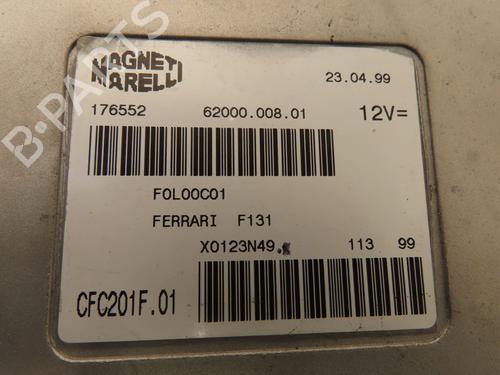 MAGNETI
MARELLI
23.04.99
176552 62000.008.01 12V=
F0L00C01
FERRARI F131
X0123N49. 113 99
CFC201F.01
B-PARTS